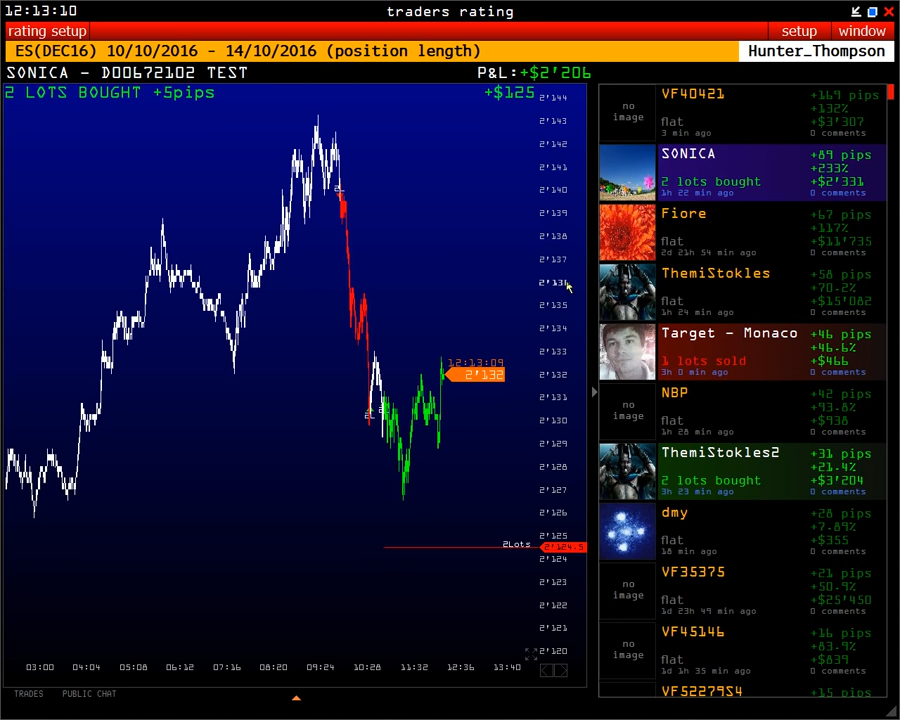 12:13:10
traders rating
rating setup
setup
window
ES(DEC16) 10/10/2016 - 14/10/2016 (position length)
Hunter_Thompson
SONICA - D00672102 TEST
P&L:+$2'206
2 LOTS BOUGHT +5pips
+$125
2'144
2'143
2'142
2'141
2'140
2'139
2'138
2'137
2'136
2'135
2'134
2'133
2'132
2'131
2'130
2'129
2'128
2'127
2'126
2'125
2'124
2'123
2'122
2'121
2'120
12:13:09
2'132
2Lots
2'124.5
03:00
04:04
05:08
06:12
07:16
08:20
09:24
10:28
11:32
12:36
13:40
TRADES
PUBLIC CHAT
no image
VF40421
flat
3 min ago
+169 pips
+132%
+$3'307
0 comments
SONICA
2 lots bought
1h 22 min ago
+89 pips
+233%
+$2'331
0 comments
Fiore
flat
2d 21h 54 min ago
+67 pips
+117%
+$11'735
0 comments
ThemiStokles
flat
1h 24 min ago
+58 pips
+70.2%
+$15'082
0 comments
Target - Monaco
1 lots sold
3h 0 min ago
+46 pips
+46.6%
+$466
0 comments
no image
NBP
flat
1h 28 min ago
+42 pips
+93.8%
+$938
0 comments
ThemiStokles2
2 lots bought
3h 23 min ago
+31 pips
+21.4%
+$3'204
0 comments
dmy
flat
18 min ago
+28 pips
+7.89%
+$355
0 comments
no image
VF35375
flat
1d 23h 49 min ago
+21 pips
+50.9%
+$25'450
0 comments
no image
VF45146
flat
1d 1h 35 min ago
+16 pips
+83.9%
+$839
0 comments
VF52279S4
+15 pips